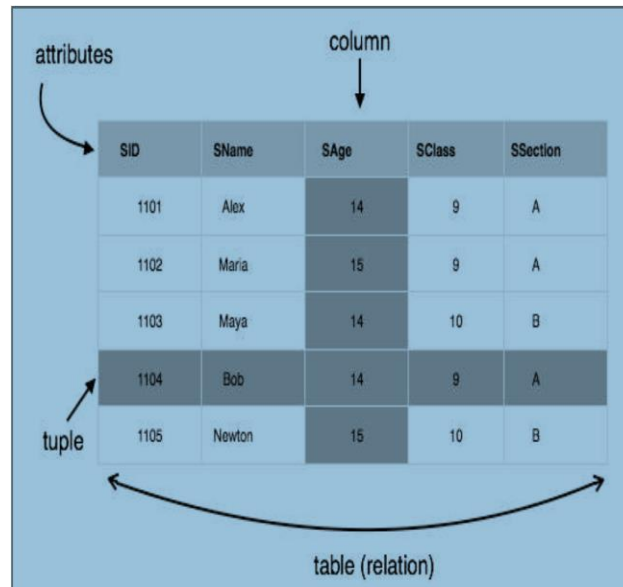 column
attributes
SID SName SAge SClass SSection
1101 Alex 14 9 A
1102 Maria 15 9 A
1103 Maya 14 10 B
1104 Bob 14 9 A
tuple
1105 Newton 15 10 B
table (relation)